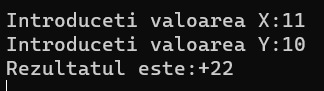 Introduceti valoarea X:11
Introduceti valoarea Y:10
Rezultatul este:+22